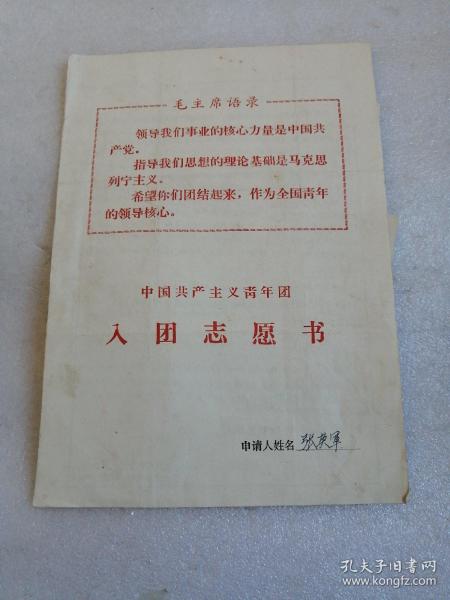 毛主席语录
领导我们事业的核心力量是中国共
产党。
指导我们思想的理论基础是马克思
列宁主义。
希望你们团结起来，作为全国青年
的领导核心。
中国共产主义青年团
入团志愿书
申请人姓名 张英军
孔夫子旧书网
www.kongfz.com